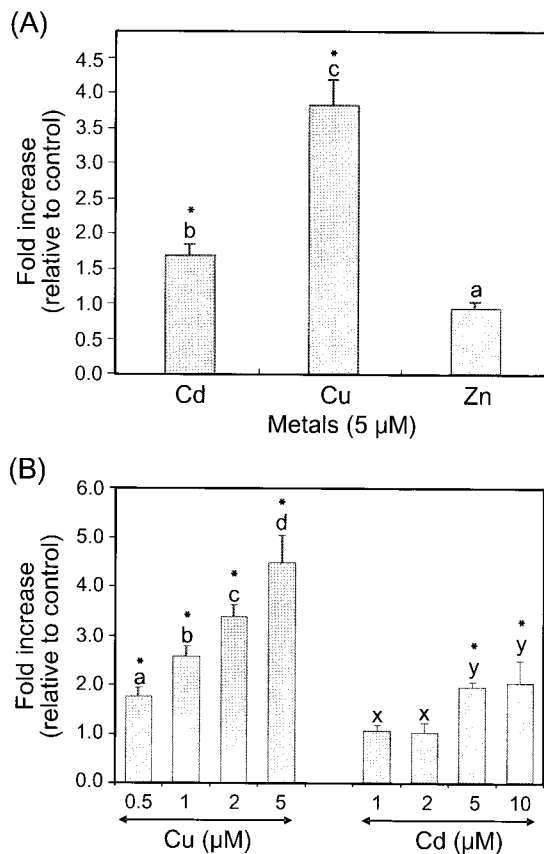 (A)
Fold increase
(relative to control)
4.5
4.0
3.5
3.0
2.5
2.0
1.5
1.0
0.5
0.0
*
b
*
c
a
Cd Cu Zn
Metals (5 µM)
(B)
Fold increase
(relative to control)
6.0
5.0
4.0
3.0
2.0
1.0
0.0
*
a
*
b
*
c
*
d
x
x
*
y
*
y
0.5 1 2 5 1 2 5 10
Cu (µM) Cd (µM)